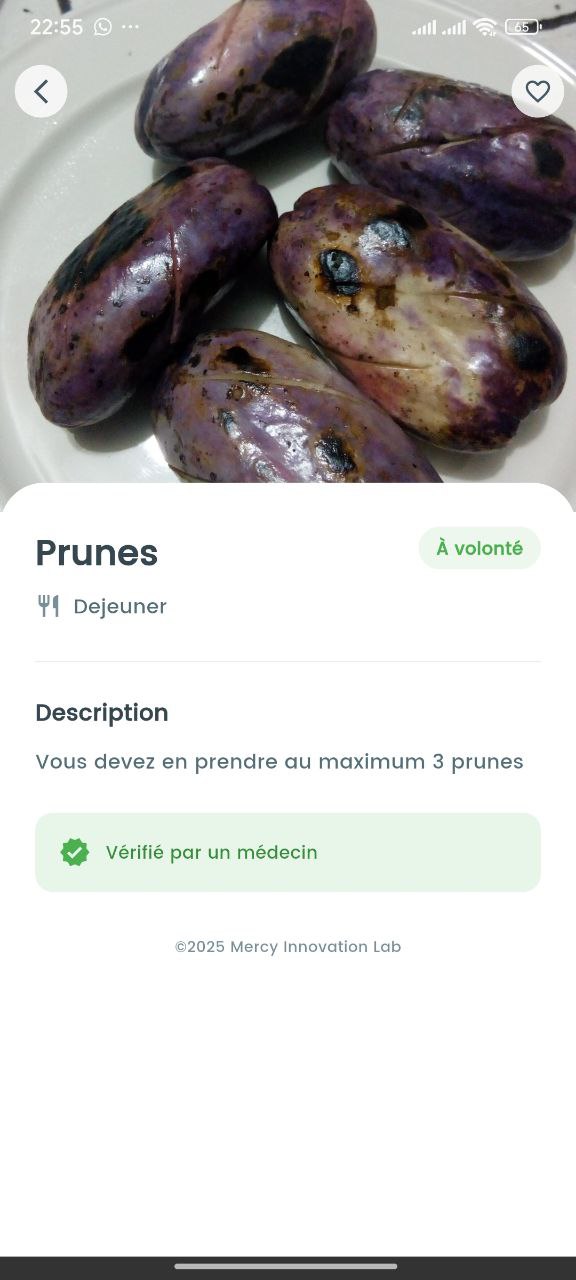 22:55
65
Prunes
À volonté
Dejeuner
Description
Vous devez en prendre au maximum 3 prunes
Vérifié par un médecin
©2025 Mercy Innovation Lab